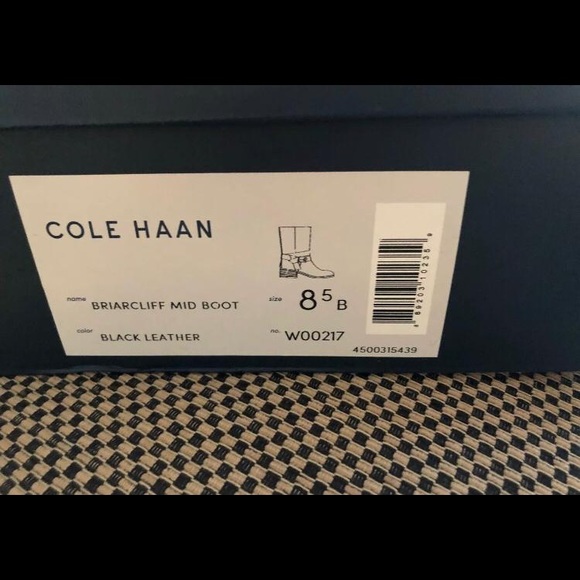 COLE HAAN
name BRIARCLIFF MID BOOT
size 8 5 B
color BLACK LEATHER
no. W00217
4500315439